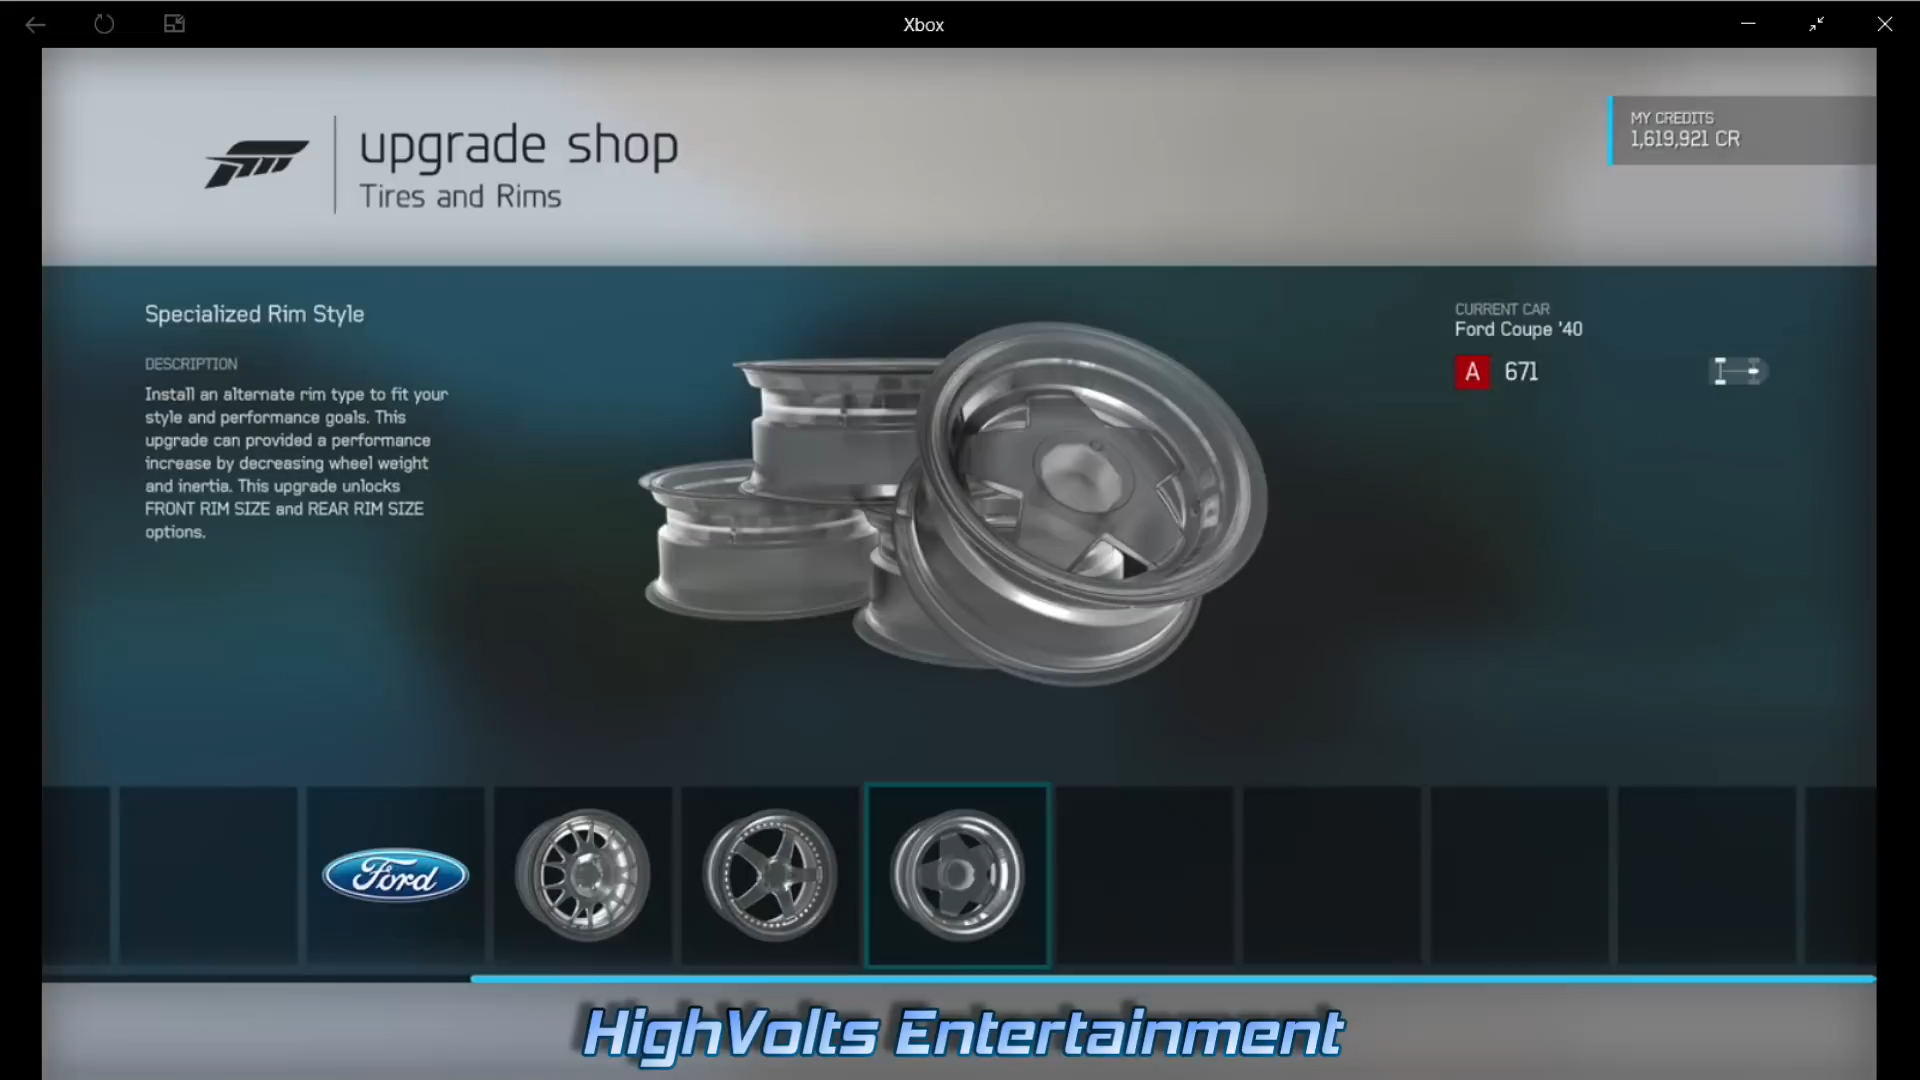 Xbox
upgrade shop
Tires and Rims
MY CREDITS
1,619,921 CR
Specialized Rim Style
DESCRIPTION
Install an alternate rim type to fit your
style and performance goals. This
upgrade can provided a performance
increase by decreasing wheel weight
and inertia. This upgrade unlocks
FRONT RIM SIZE and REAR RIM SIZE
options.
CURRENT CAR
Ford Coupe '40
A 671
Ford
HighVolts Entertainment